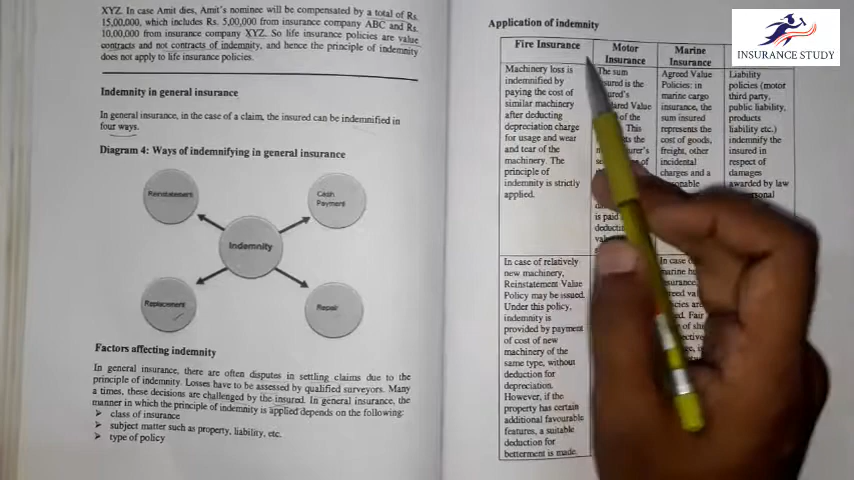 XYZ. In case Amit dies, Amit's nominee will be compensated by a total of Rs.
15,00,000, which includes Rs. 5,00,000 from insurance company ABC and Rs.
10,00,000 from insurance company XYZ. So life insurance policies are value
contracts and not contracts of indemnity, and hence the principle of indemnity
does not apply to life insurance policies.
Indemnity in general insurance
In general insurance, in the case of a claim, the insured can be indemnified in
four ways.
Diagram 4: Ways of indemnifying in general insurance
Reinstatement
Cash
Payment
Indemnity
Replacement
Repair
Factors affecting indemnity
In general insurance, there are often disputes in settling claims due to the
principle of indemnity. Losses have to be assessed by qualified surveyors. Many
a times, these decisions are challenged by the insured. In general insurance, the
manner in which the principle of indemnity is applied depends on the following:
➢ class of insurance
➢ subject matter such as property, liability, etc.
➢ type of policy
Application of indemnity
Fire Insurance
Machinery loss is
indemnified by
paying the cost of
similar machinery
after deducting
depreciation charge
for usage and wear
and tear of the
machinery. The
principle of
indemnity is strictly
applied.
In case of relatively
new machinery,
Reinstatement Value
Policy may be issued.
Under this policy,
indemnity is
provided by payment
of cost of new
machinery of the
same type, without
deduction for
depreciation.
However, if the
property has certain
additional favourable
features, a suitable
deduction for
betterment is made.
Motor
Insurance
The sum
is the
Value
of the
This
of
is paid
Marine
Insurance
Agreed Value
Policies: in
marine cargo
insurance, the
sum insured
represents the
cost of goods,
freight, other
incidental
charges and a
In case
marine
Fair
Liability
policies (motor
third party,
public liability,
products
liability etc.)
indemnify the
insured in
respect of
damages
awarded by law
INSURANCE STUDY